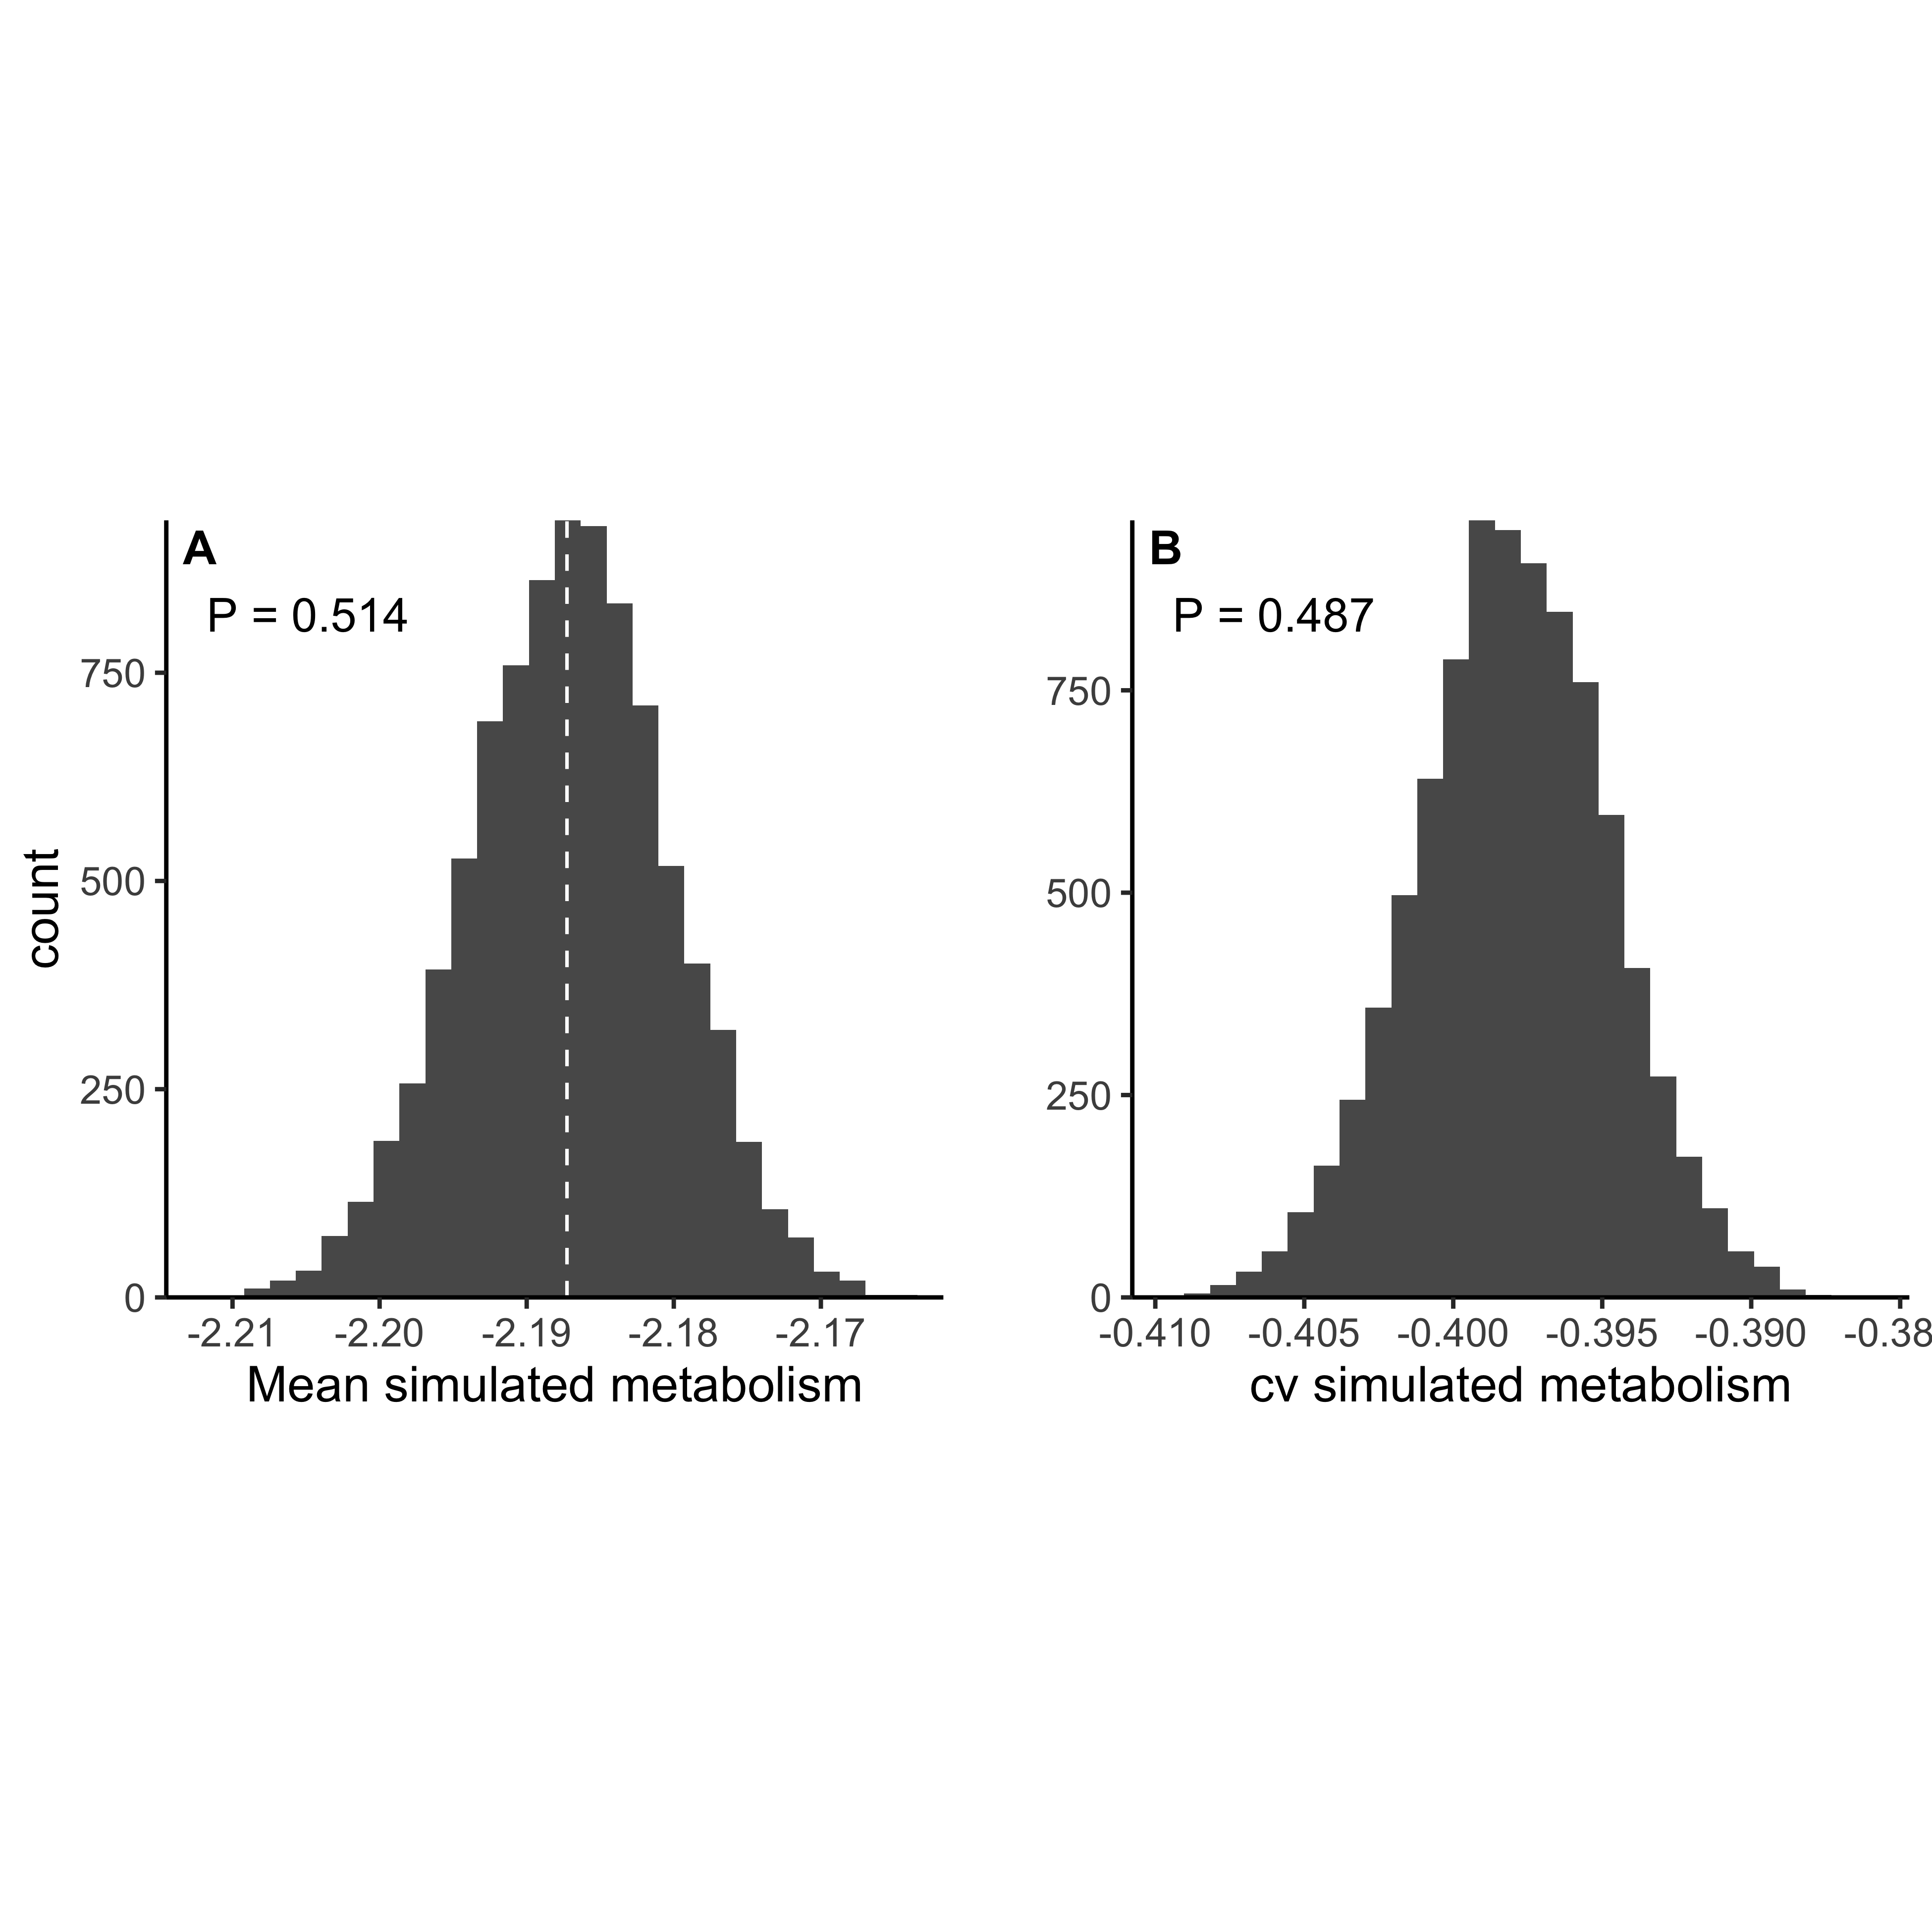 A
P = 0.514
750
500
250
0
count
-2.21 -2.20 -2.19 -2.18 -2.17
Mean simulated metabolism
B
P = 0.487
750
500
250
0
-0.410 -0.405 -0.400 -0.395 -0.390 -0.38
cv simulated metabolism